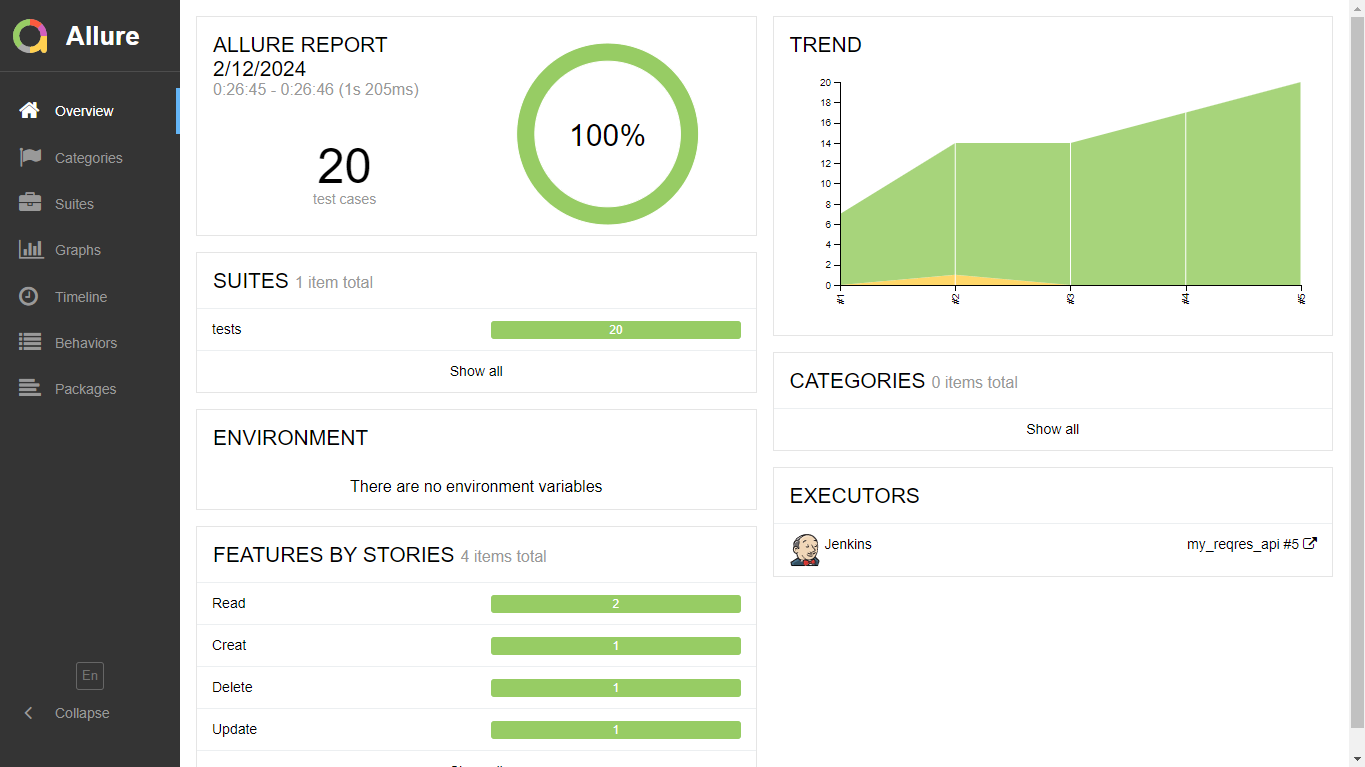 Allure
Overview
Categories
Suites
Graphs
Timeline
Behaviors
Packages
En
Collapse
ALLURE REPORT
2/12/2024
0:26:45 - 0:26:46 (1s 205ms)
20
test cases
100%
SUITES 1 item total
tests 20
Show all
ENVIRONMENT
There are no environment variables
FEATURES BY STORIES 4 items total
Read 2
Creat 1
Delete 1
Update 1
TREND
20
18
16
14
12
10
8
6
4
2
0
#1 #2 #3 #4 #5
CATEGORIES 0 items total
Show all
EXECUTORS
Jenkins my_reqres_api #5